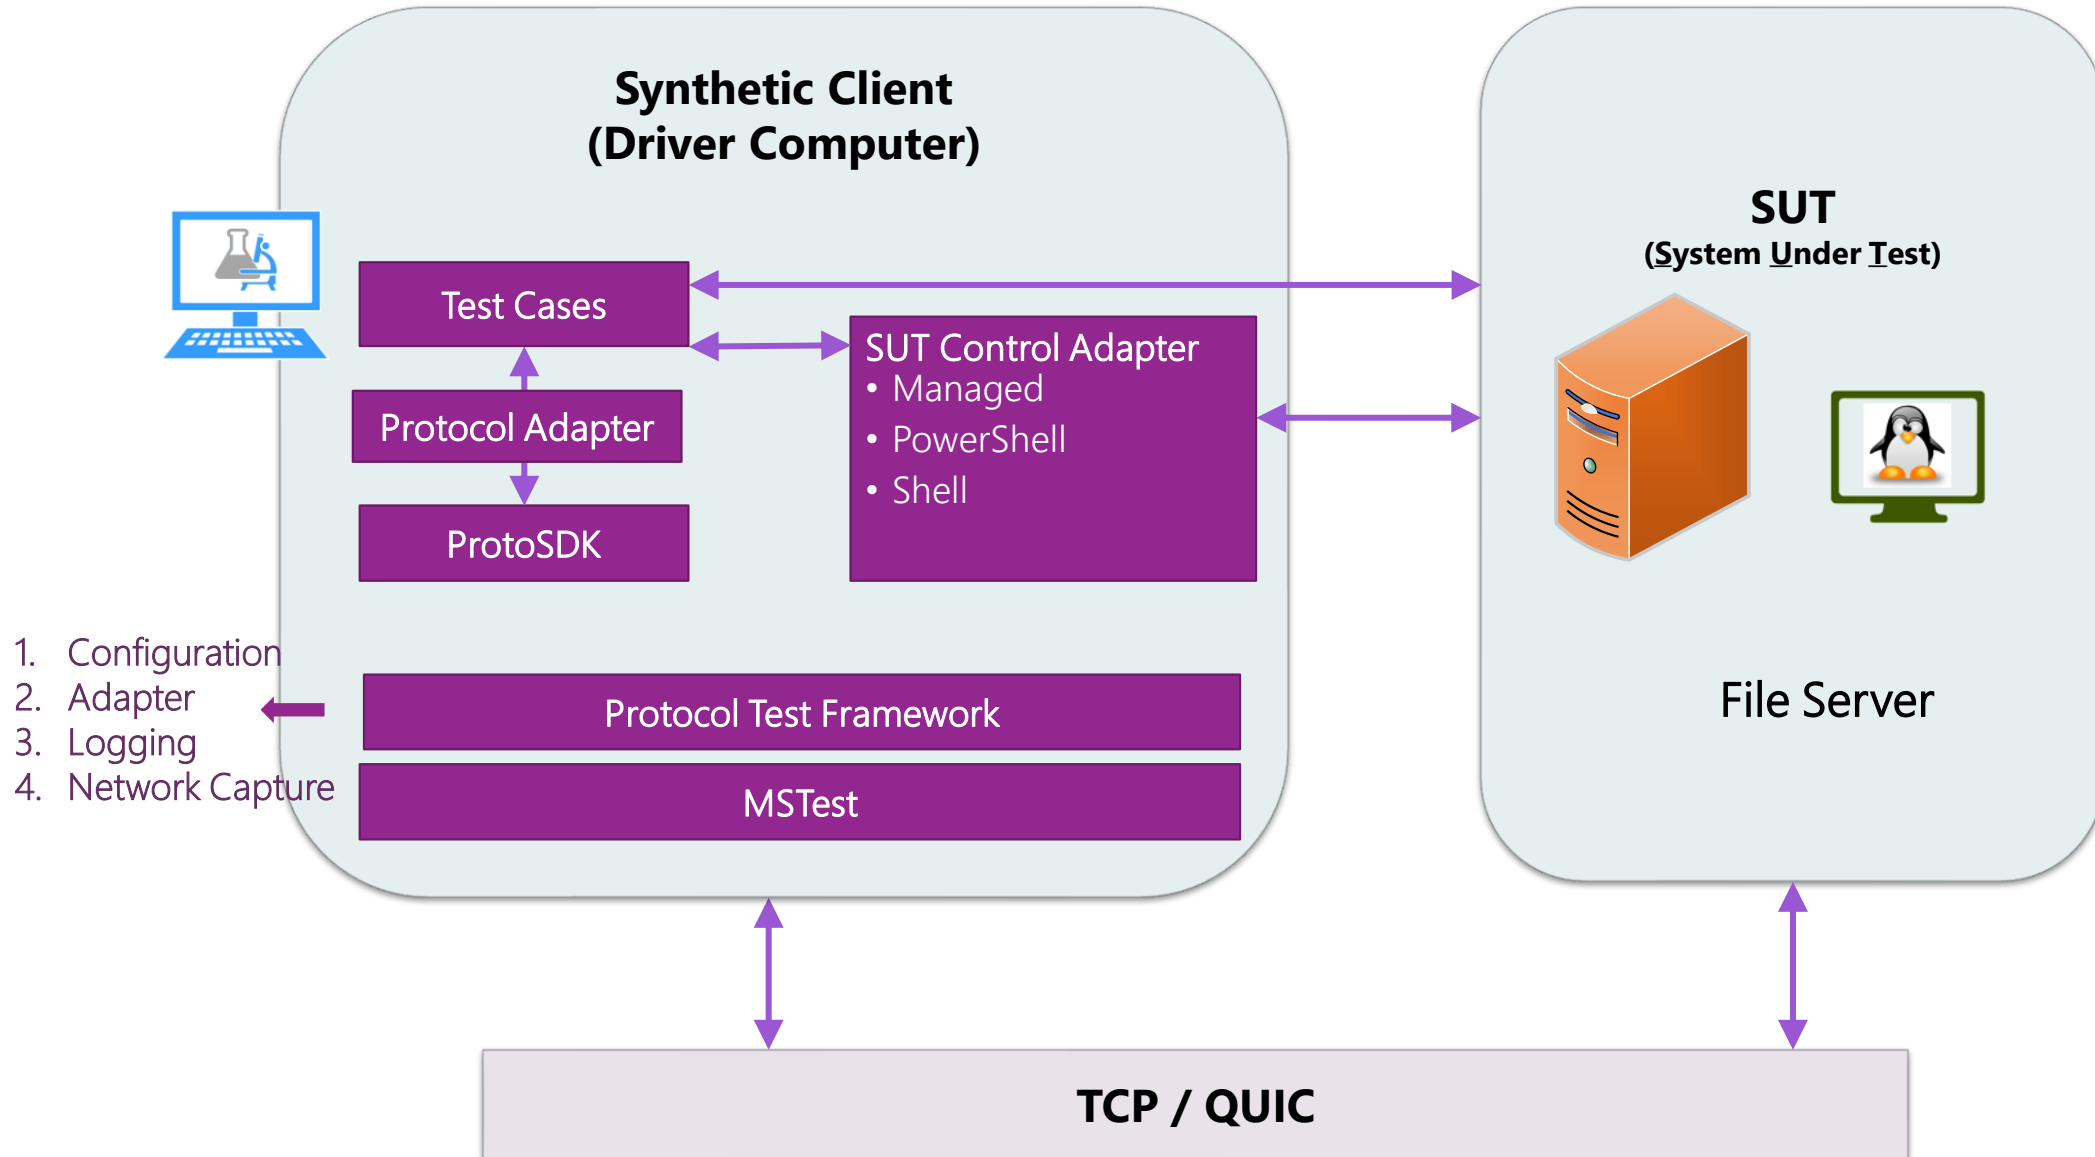 Synthetic Client
(Driver Computer)
SUT
(System Under Test)
Test Cases
SUT Control Adapter
• Managed
• PowerShell
• Shell
Protocol Adapter
ProtoSDK
1. Configuration
2. Adapter
3. Logging
4. Network Capture
Protocol Test Framework
MSTest
File Server
TCP / QUIC